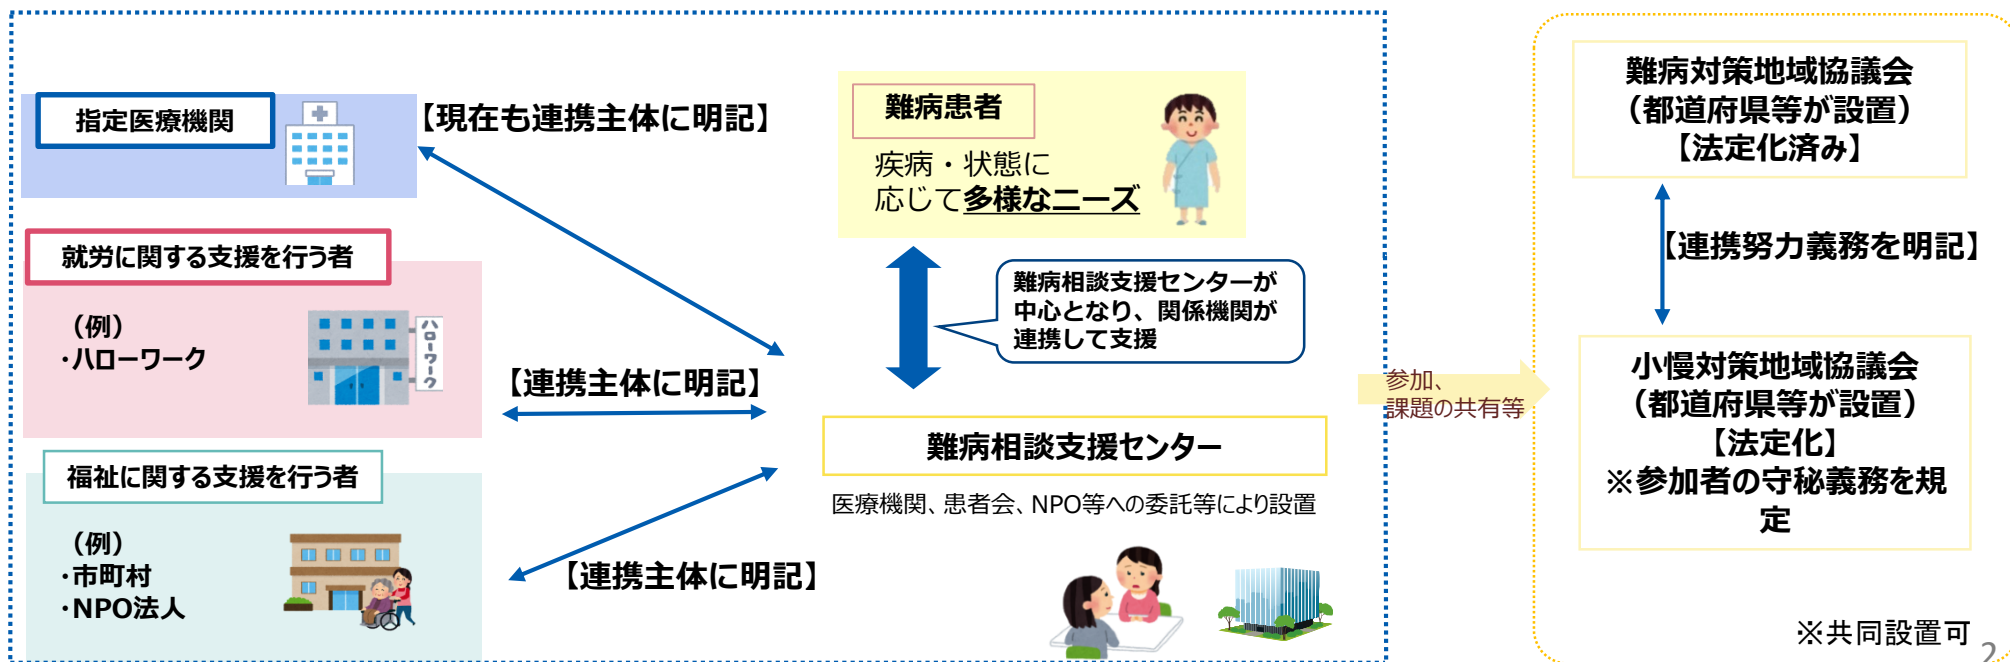 指定医療機関
【現在も連携主体に明記】
就労に関する支援を行う者
（例）
・ハローワーク
ハローワーク
【連携主体に明記】
福祉に関する支援を行う者
（例）
・市町村
・NPO法人
【連携主体に明記】
難病患者
疾病・状態に
応じて多様なニーズ
難病相談支援センターが
中心となり、関係機関が
連携して支援
難病相談支援センター
医療機関、患者会、NPO等への委託等により設置
参加、
課題の共有等
難病対策地域協議会
（都道府県等が設置）
【法定化済み】
【連携努力義務を明記】
小慢対策地域協議会
（都道府県等が設置）
【法定化】
※参加者の守秘義務を規
定
※共同設置可
2